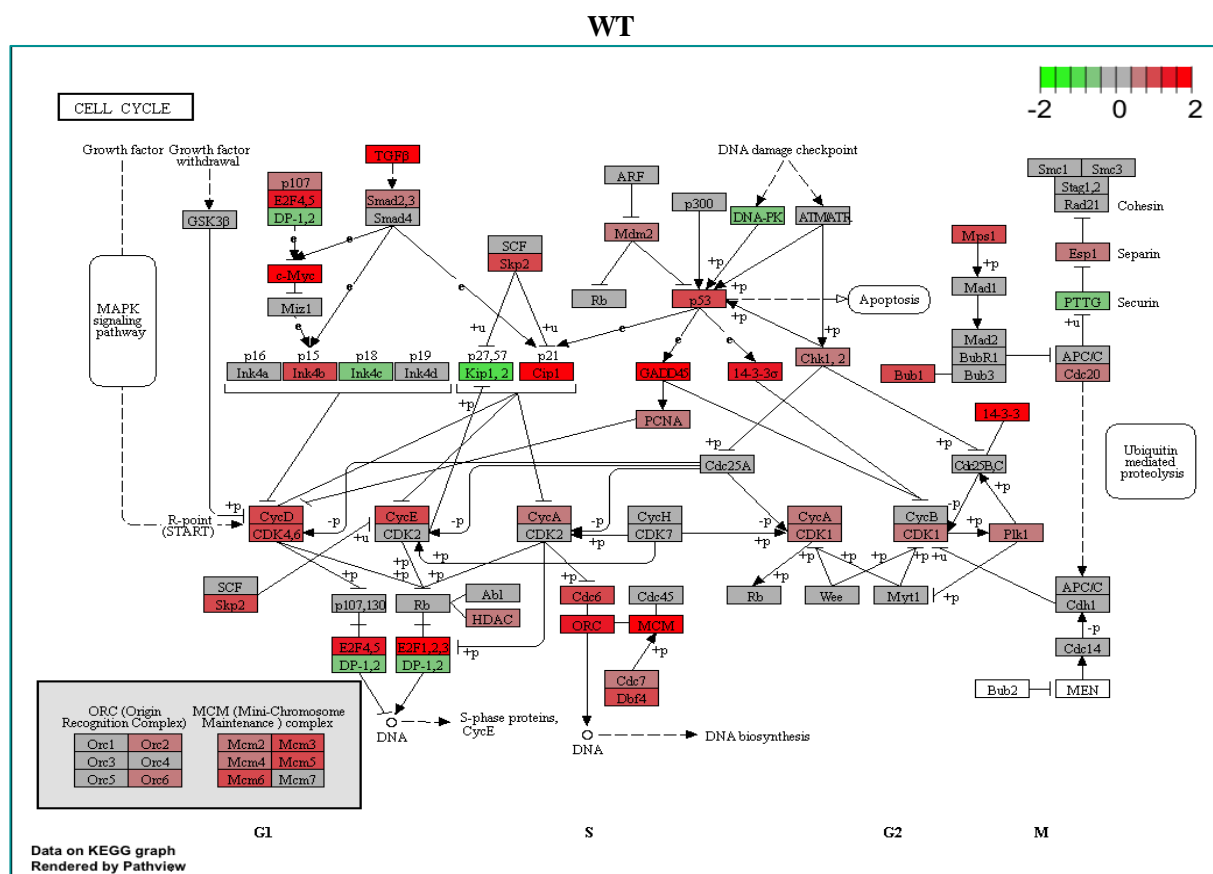 WT
CELL CYCLE
-2 0 2
Growth factor
Growth factor
withdrawal
TGFβ
DNA damage checkpoint
Smc1 Smc3
Stag1,2
Rad21
Cohesin
p107
E2F4,5
DP-1,2
Smad2,3
Smad4
ARF
p300
DNA-PK
ATM/ATR
GSK3β
Mdm2
Mps1
Esp1
Separin
SCF
Skp2
e
e
+p
+p
c-Myc
Rb
p53
+p
Mad1
PTTG
Securin
MAPK
signaling
pathway
Miz1
e
e
e
+u
+u
e
e
+p
+p
Apoptosis
+u
Mad2
BubR1
Bub3
APC/C
Cdc20
p16
Ink4a
p15
Ink4b
p18
Ink4c
p19
Ink4d
p27,57
Kip1, 2
p21
Cip1
GADD45
14-3-3σ
Chk1, 2
Bub1
PCNA
14-3-3
Ubiquitin
mediated
proteolysis
+p
+p
Cdc25A
Cdc25B,C
+p
R-point
(START)
+p
CycD
CDK4,6
-p
CycE
CDK2
-p
CycA
CDK2
-p
CycH
CDK7
-p
CycA
CDK1
-p
CycB
CDK1
+p
Plk1
+u
+p
+p
+p
+p
+u
+p
+p
+p
+p
+p
+p
+p
+p
SCF
Skp2
p107,130
Rb
Abl
HDAC
Cdc6
Cdc45
Rb
Wee
Myt1
APC/C
Cdh1
ORC
MCM
-p
E2F4,5
DP-1,2
E2F1,2,3
DP-1,2
+p
+p
Cdc14
Cdc7
Dbf4
Bub2
MEN
DNA
S-phase proteins,
CycE
DNA
DNA biosynthesis
ORC (Origin
Recognition Complex)
MCM (Mini-Chromosome
Maintenance ) complex
Orc1 Orc2
Orc3 Orc4
Orc5 Orc6
Mcm2 Mcm3
Mcm4 Mcm5
Mcm6 Mcm7
G1 S G2 M
Data on KEGG graph
Rendered by Pathview